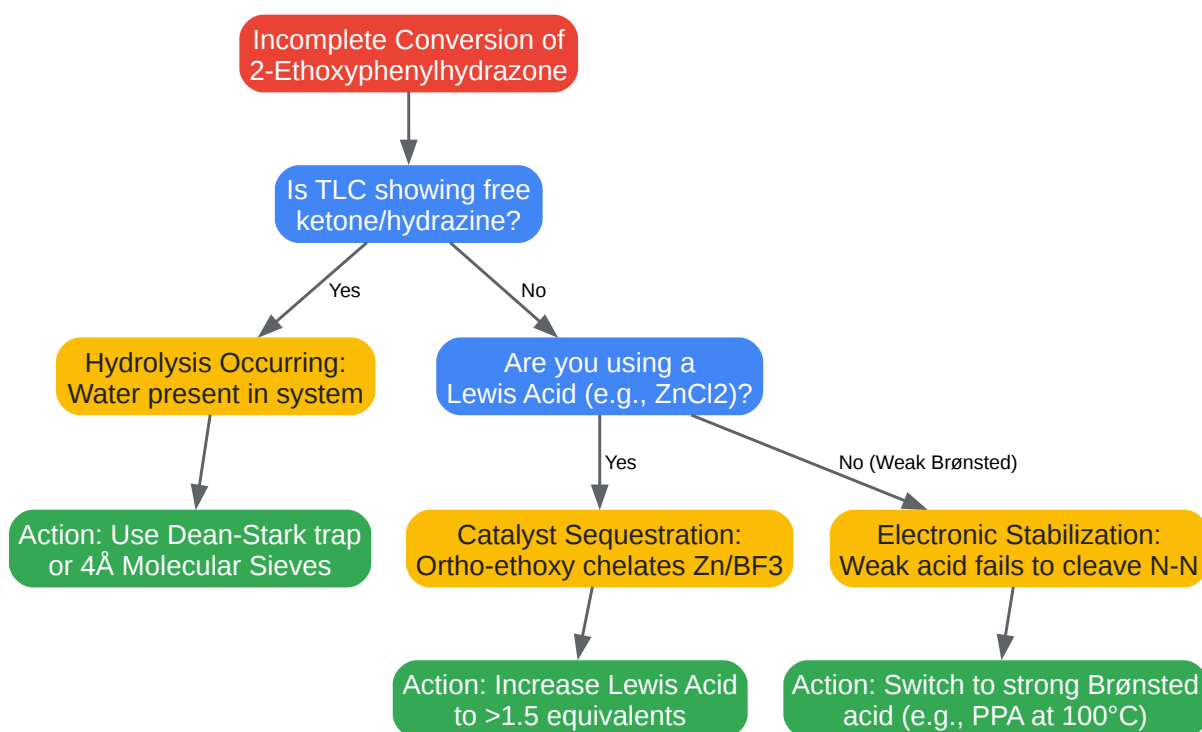 Incomplete Conversion of
2-Ethoxyphenylhydrazone
Is TLC showing free
ketone/hydrazine?
Yes
No
Hydrolysis Occurring:
Water present in system
Are you using a
Lewis Acid (e.g., ZnCl2)?
Yes
No (Weak Brønsted)
Action: Use Dean-Stark trap
or 4Å Molecular Sieves
Catalyst Sequestration:
Ortho-ethoxy chelates Zn/BF3
Electronic Stabilization:
Weak acid fails to cleave N-N
Action: Increase Lewis Acid
to >1.5 equivalents
Action: Switch to strong Brønsted
acid (e.g., PPA at 100°C)